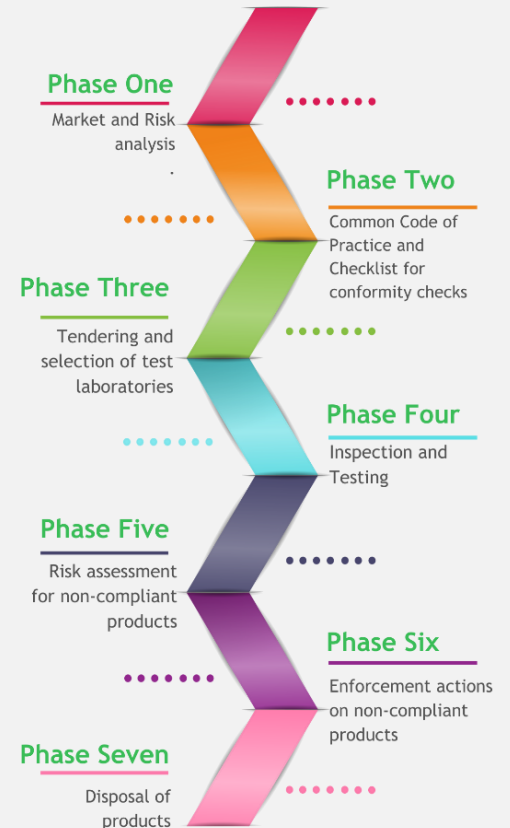 Phase One
Market and Risk
analysis
.
Phase Two
Common Code of
Practice and
Checklist for
conformity checks
Phase Three
Tendering and
selection of test
laboratories
Phase Four
Inspection and
Testing
Phase Five
Risk assessment
for non-compliant
products
Phase Six
Enforcement actions
on non-compliant
products
Phase Seven
Disposal of
products